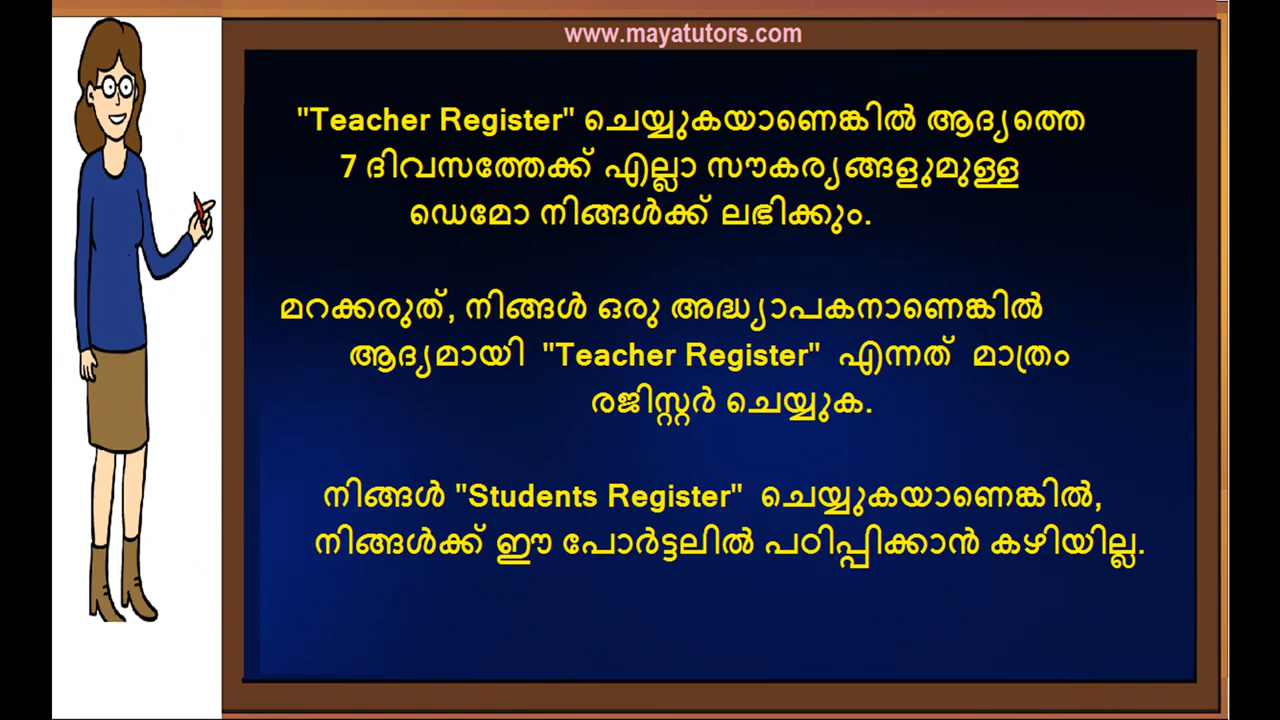 www.mayatutors.com
"Teacher Register" ചെയ്യുകയാണെങ്കിൽ ആദ്യത്തെ
7 ദിവസത്തേക്ക് എല്ലാ സൗകര്യങ്ങളുമുള്ള
ഡെമോ നിങ്ങൾക്ക് ലഭിക്കും.
മറക്കരുത്, നിങ്ങൾ ഒരു അദ്ധ്യാപകനാണെങ്കിൽ
ആദ്യമായി "Teacher Register" എന്നത് മാത്രം
രജിസ്റ്റർ ചെയ്യുക.
നിങ്ങൾ "Students Register" ചെയ്യുകയാണെങ്കിൽ,
നിങ്ങൾക്ക് ഈ പോർട്ടലിൽ പഠിപ്പിക്കാൻ കഴിയില്ല.